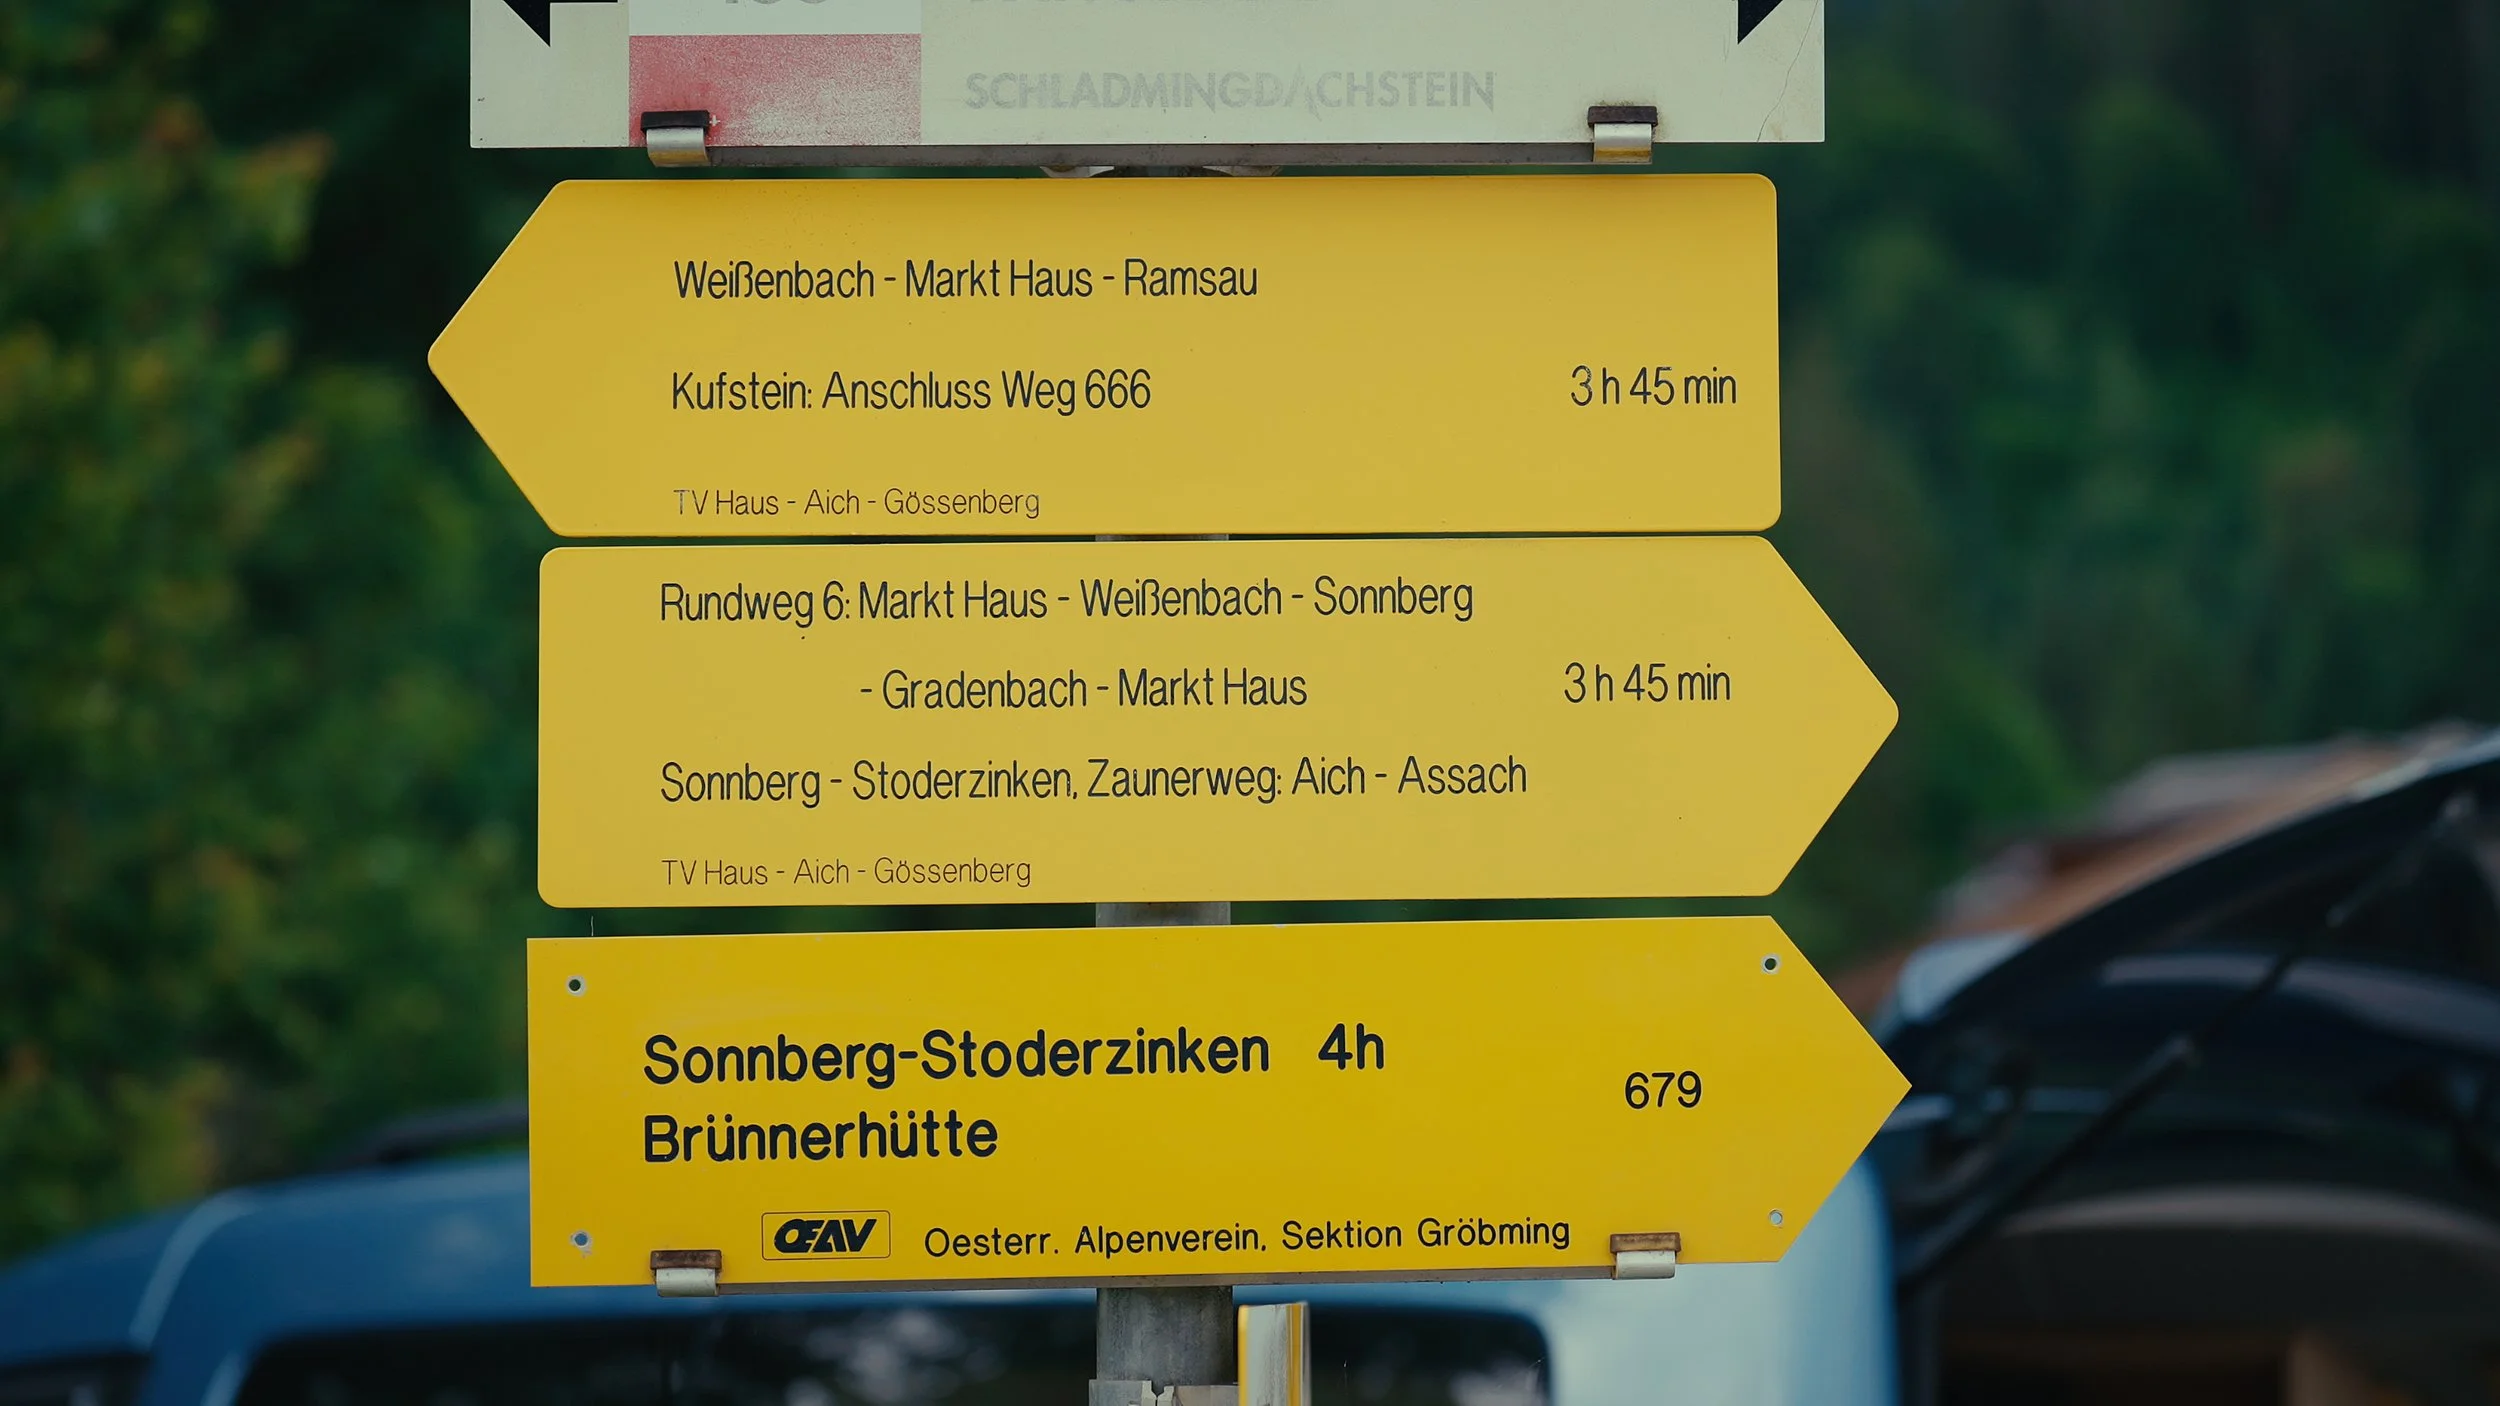 SCHLADMINGDACHSTEIN
Weißenbach - Markt Haus - Ramsau
Kufstein: Anschluss Weg 666 3 h 45 min
TV Haus - Aich - Gössenberg
Rundweg 6: Markt Haus - Weißenbach - Sonnberg
- Gradenbach - Markt Haus 3 h 45 min
Sonnberg - Stoderzinken, Zaunerweg: Aich - Assach
TV Haus - Aich - Gössenberg
Sonnberg-Stoderzinken 4h
679
Brünnerhütte
OEAV Oesterr. Alpenverein, Sektion Gröbming